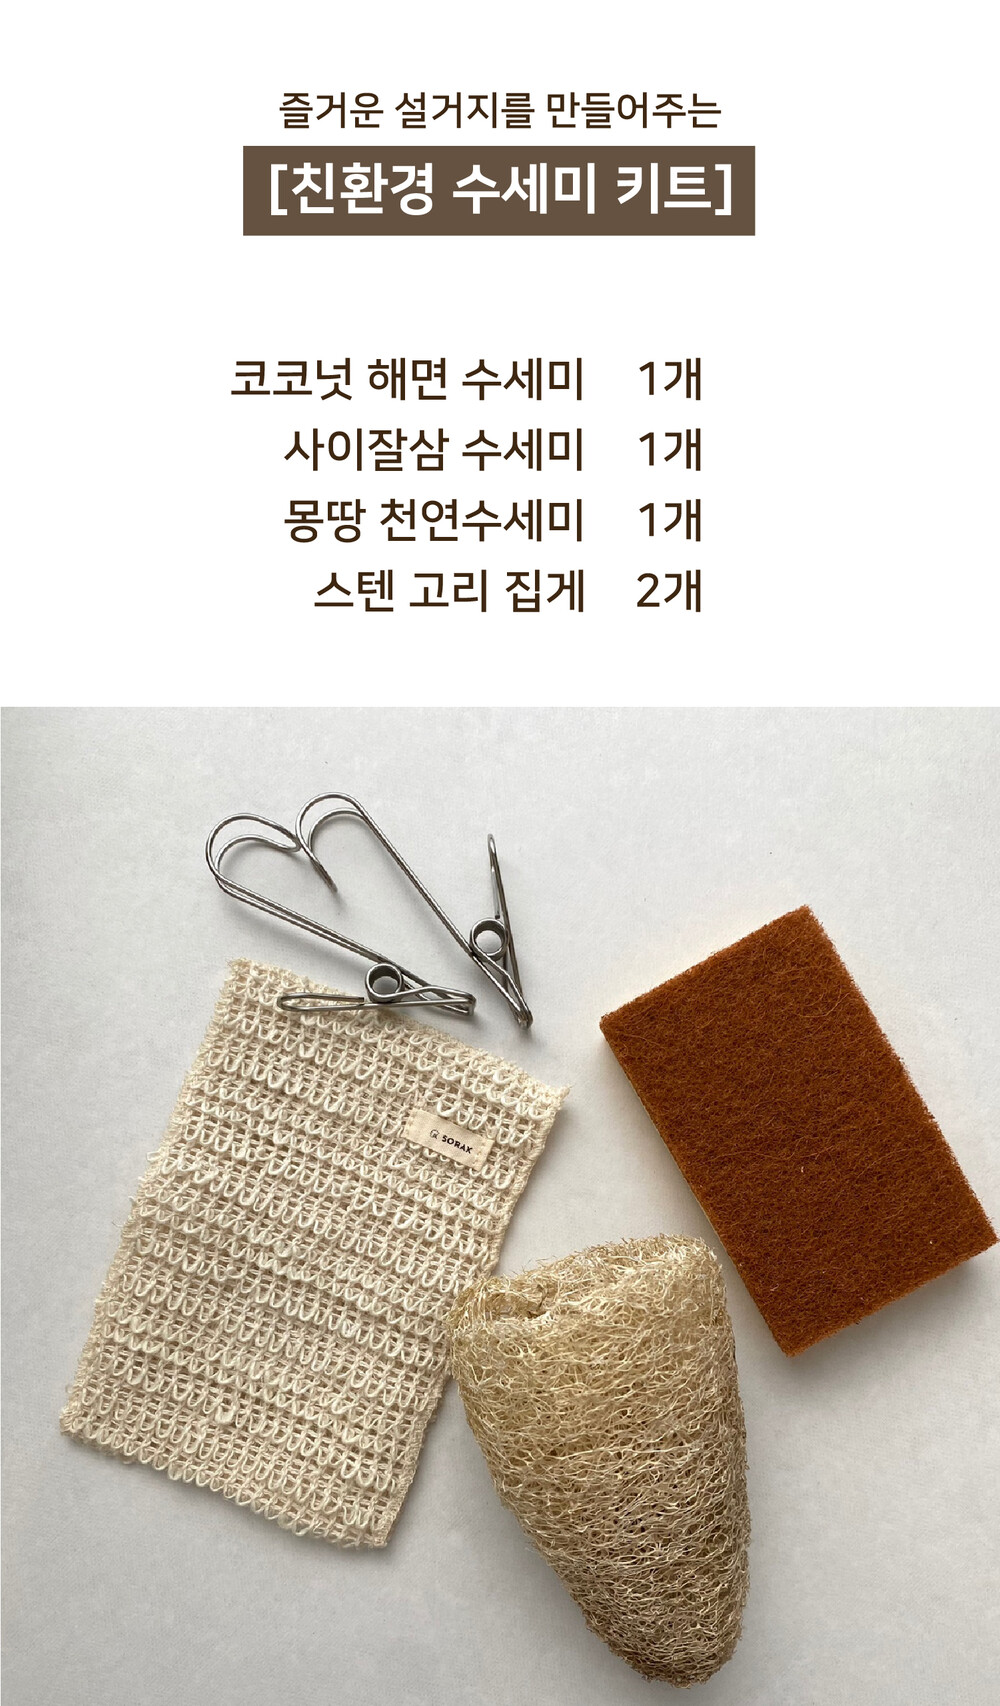 즐거운 설거지를 만들어주는
[친환경 수세미 키트]
코코넛 해면 수세미 1개
사이잘삼 수세미 1개
몽땅 천연수세미 1개
스텐 고리 집게 2개
SORAX